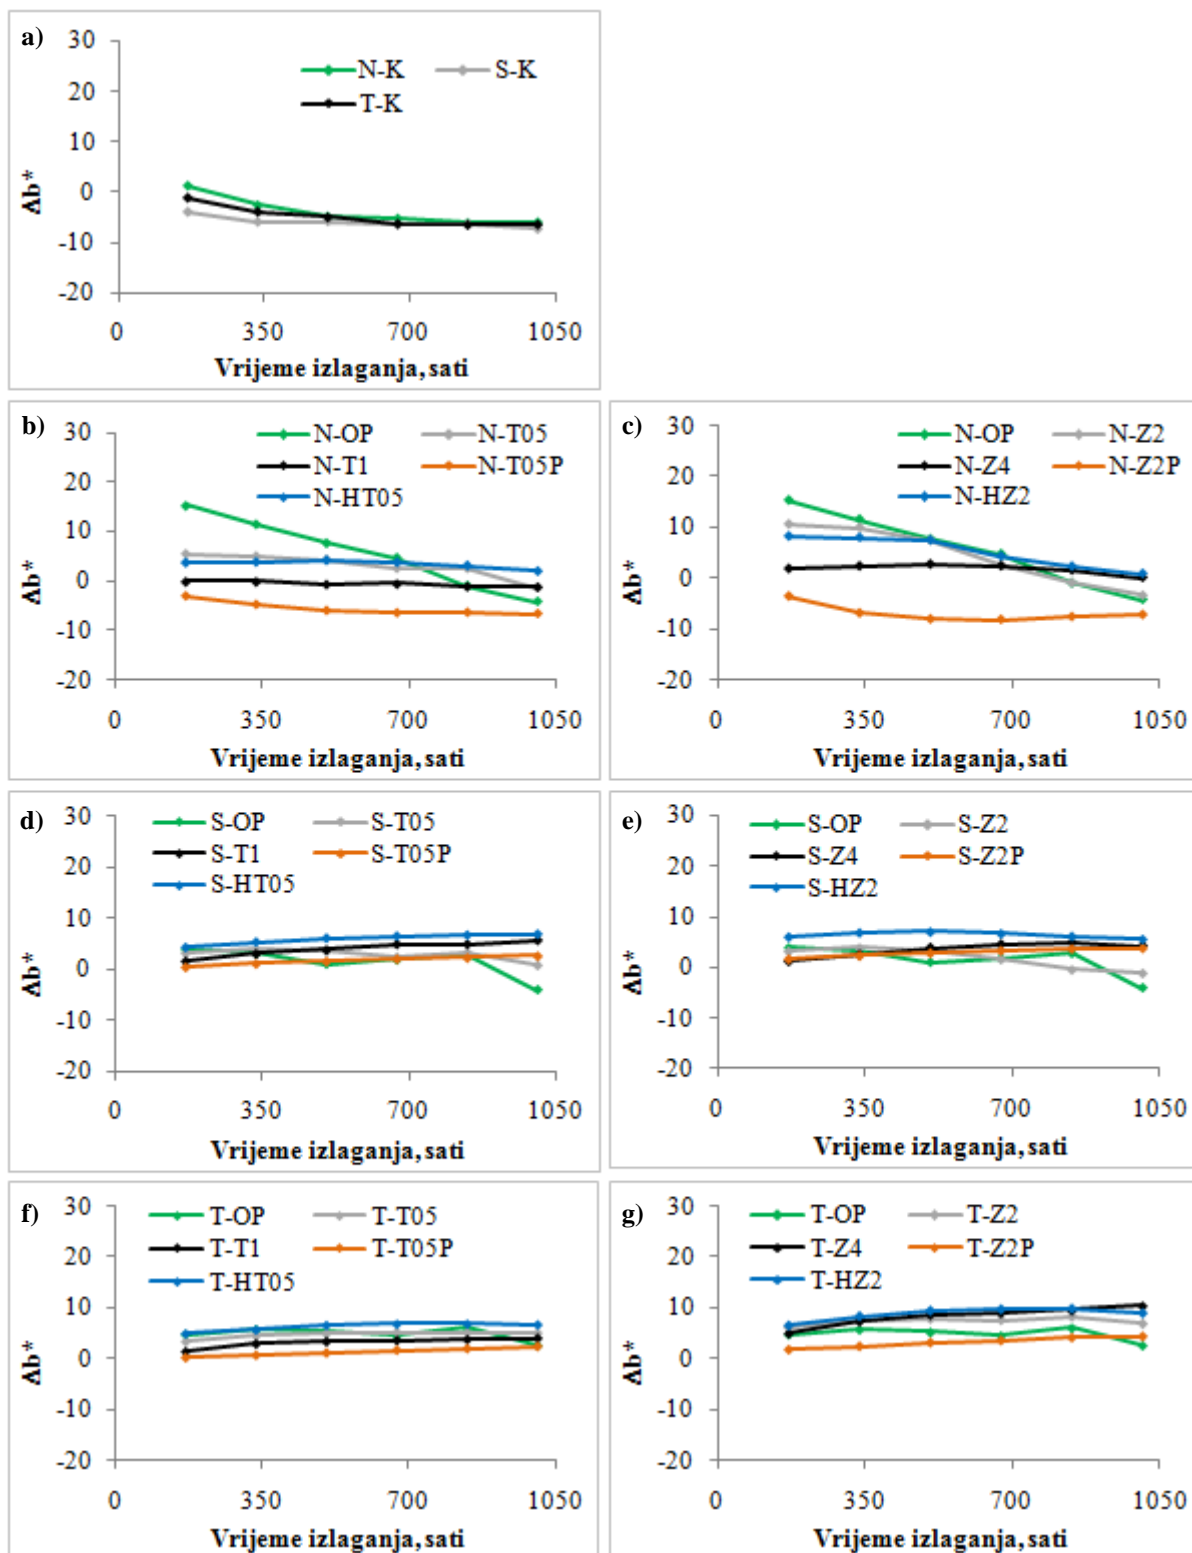 a)
30
20
10
0
-10
-20
Δb*
N-K S-K
T-K
0 350 700 1050
Vrijeme izlaganja, sati
b)
30
20
10
0
-10
-20
Δb*
N-OP N-T05
N-T1 N-T05P
N-HT05
0 350 700 1050
Vrijeme izlaganja, sati
c)
30
20
10
0
-10
-20
Δb*
N-OP N-Z2
N-Z4 N-Z2P
N-HZ2
0 350 700 1050
Vrijeme izlaganja, sati
d)
30
20
10
0
-10
-20
Δb*
S-OP S-T05
S-T1 S-T05P
S-HT05
0 350 700 1050
Vrijeme izlaganja, sati
e)
30
20
10
0
-10
-20
Δb*
S-OP S-Z2
S-Z4 S-Z2P
S-HZ2
0 350 700 1050
Vrijeme izlaganja, sati
f)
30
20
10
0
-10
-20
Δb*
T-OP T-T05
T-T1 T-T05P
T-HT05
0 350 700 1050
Vrijeme izlaganja, sati
g)
30
20
10
0
-10
-20
Δb*
T-OP T-Z2
T-Z4 T-Z2P
T-HZ2
0 350 700 1050
Vrijeme izlaganja, sati